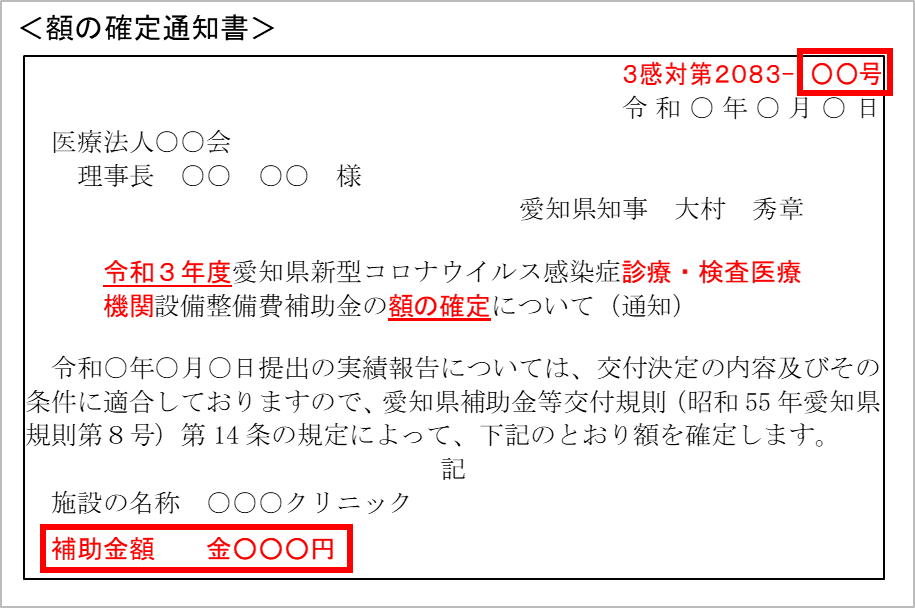 ＜額の確定通知書＞
3感対第2083-〇〇号
令和〇年〇月〇日
医療法人〇〇会
理事長　〇〇　〇〇　様
愛知県知事　大村　秀章
令和３年度愛知県新型コロナウイルス感染症診療・検査医療
機関設備整備費補助金の額の確定について（通知）
令和〇年〇月〇日提出の実績報告については、交付決定の内容及びその
条件に適合しておりますので、愛知県補助金等交付規則（昭和 55 年愛知県
規則第８号）第 14 条の規定によって、下記のとおり額を確定します。
記
施設の名称　〇〇〇クリニック
補助金額　　金〇〇〇円